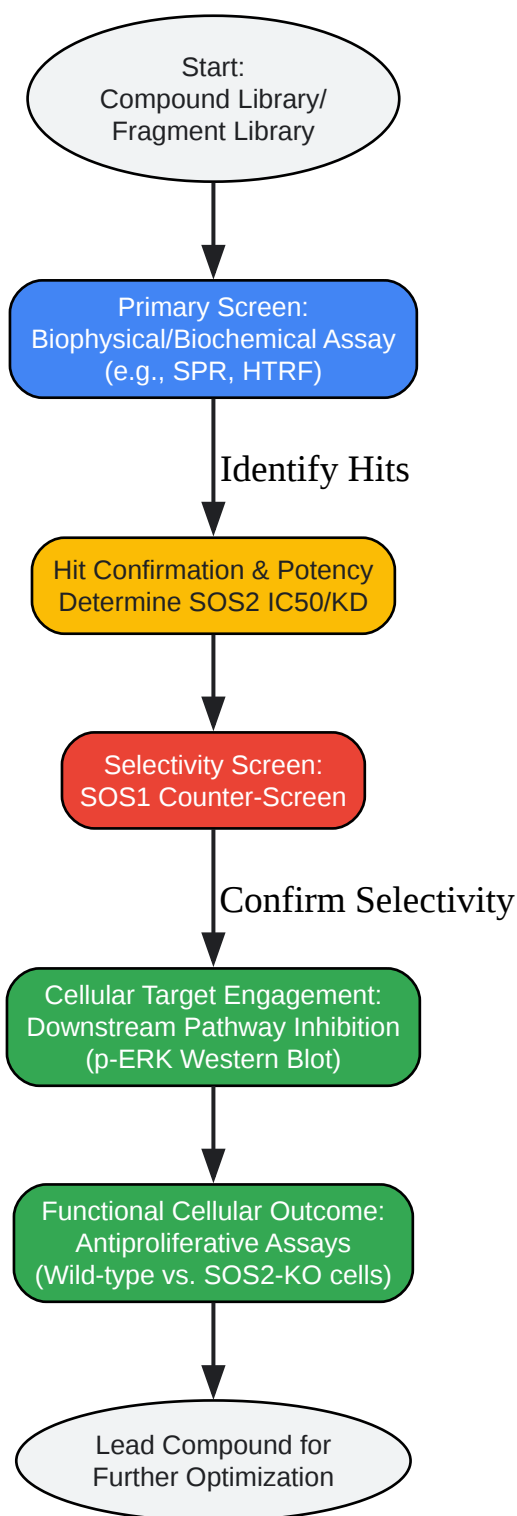 Start:
Compound Library/
Fragment Library
Primary Screen:
Biophysical/Biochemical Assay
(e.g., SPR, HTRF)
Identify Hits
Hit Confirmation & Potency
Determine SOS2 IC50/KD
Selectivity Screen:
SOS1 Counter-Screen
Confirm Selectivity
Cellular Target Engagement:
Downstream Pathway Inhibition
(p-ERK Western Blot)
Functional Cellular Outcome:
Antiproliferative Assays
(Wild-type vs. SOS2-KO cells)
Lead Compound for
Further Optimization